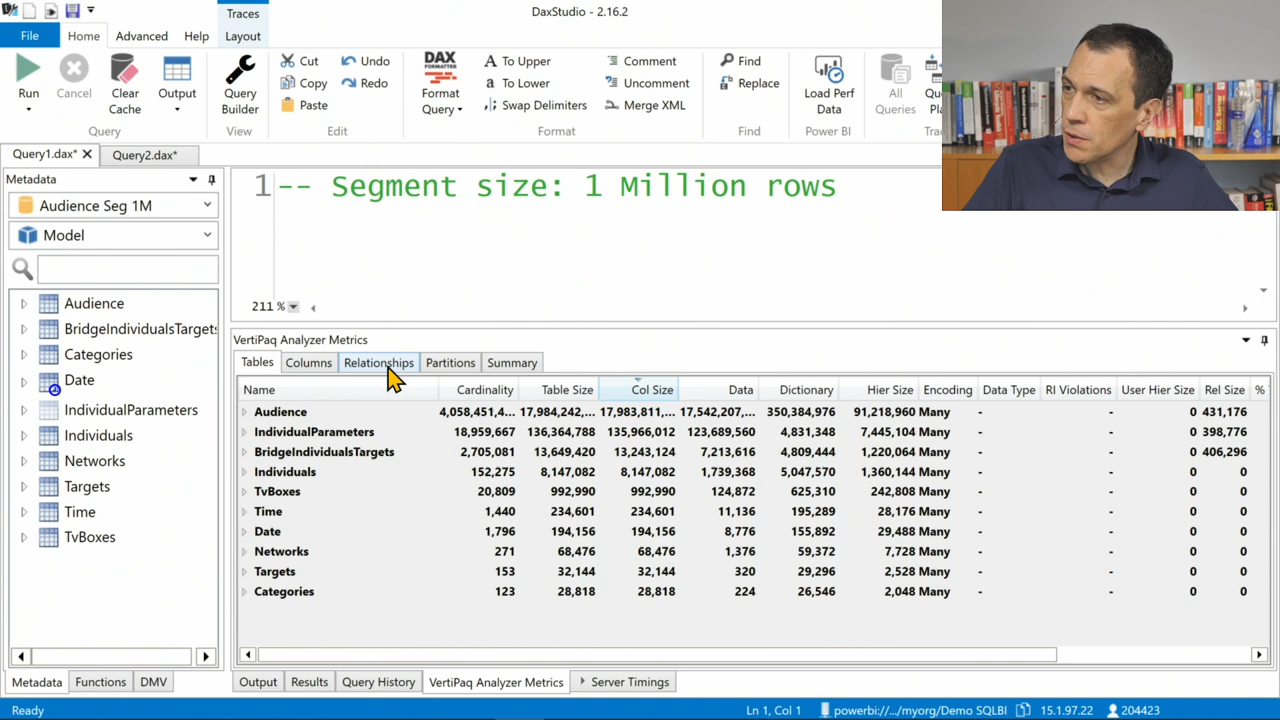 DaxStudio - 2.16.2
Traces
File Home Advanced Help Layout
Run
Cancel
Clear
Cache
Output
Query
Query
Builder
View
Cut
Copy
Paste
Undo
Redo
Edit
DAX
FORMATTER
Format
Query
To Upper
To Lower
Swap Delimiters
Comment
Uncomment
Merge XML
Format
Find
Replace
Find
Load Perf
Data
Power BI
All
Queries
Query1.dax* Query2.dax*
Metadata
Audience Seg 1M
Model
Audience
BridgeIndividualsTargets
Categories
Date
IndividualParameters
Individuals
Networks
Targets
Time
TvBoxes
1 -- Segment size: 1 Million rows
211 %
VertiPaq Analyzer Metrics
Tables Columns Relationships Partitions Summary
Name Cardinality Table Size Col Size Data Dictionary Hier Size Encoding Data Type RI Violations User Hier Size Rel Size %
Audience 4,058,451,4... 17,984,242,... 17,983,811,... 17,542,207,... 350,384,976 91,218,960 Many - - 0 431,176
IndividualParameters 18,959,667 136,364,788 135,966,012 123,689,560 4,831,348 7,445,104 Many - - 0 398,776
BridgeIndividualsTargets 2,705,081 13,649,420 13,243,124 7,213,616 4,809,444 1,220,064 Many - - 0 406,296
Individuals 152,275 8,147,082 8,147,082 1,739,368 5,047,570 1,360,144 Many - - 0 0
TvBoxes 20,809 992,990 992,990 124,872 625,310 242,808 Many - - 0 0
Time 1,440 234,601 234,601 11,136 195,289 28,176 Many - - 0 0
Date 1,796 194,156 194,156 8,776 155,892 29,488 Many - - 0 0
Networks 271 68,476 68,476 1,376 59,372 7,728 Many - - 0 0
Targets 153 32,144 32,144 320 29,296 2,528 Many - - 0 0
Categories 123 28,818 28,818 224 26,546 2,048 Many - - 0 0
Metadata Functions DMV
Output Results Query History VertiPaq Analyzer Metrics Server Timings
Ready Ln 1, Col 1 powerbi://.../myorg/Demo SQLBI 15.1.97.22 204423